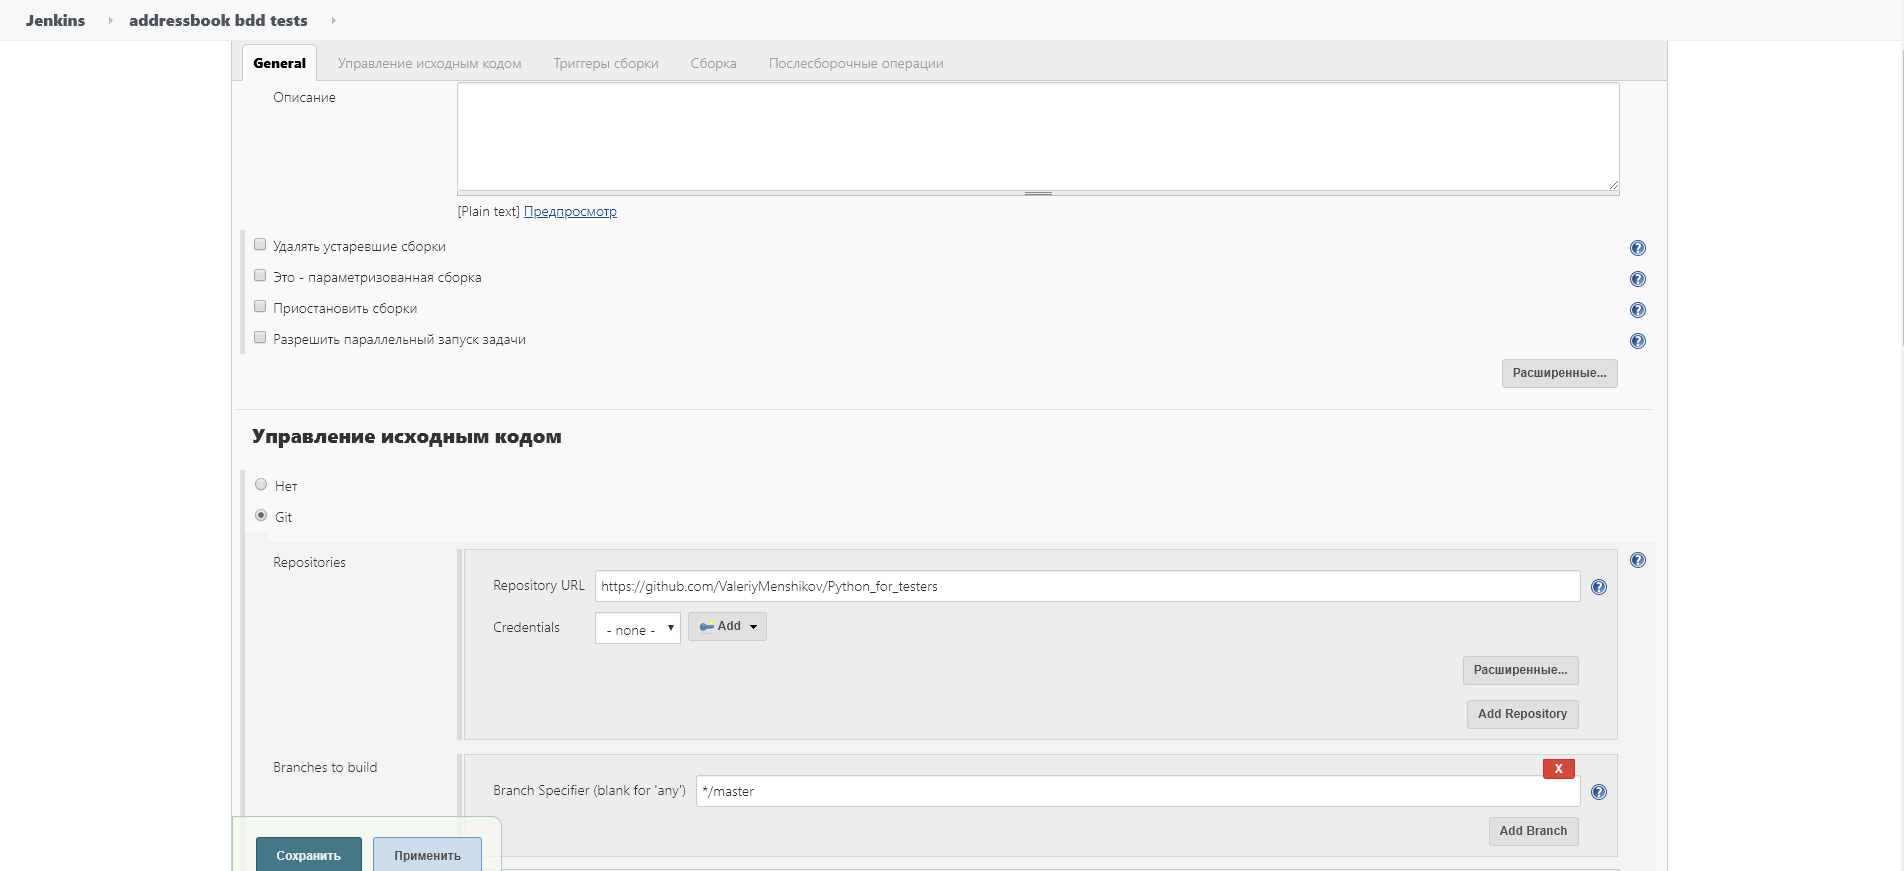 Jenkins addressbook bdd tests
General Управление исходным кодом Триггеры сборки Сборка Послесборочные операции
Описание
[Plain text] Предпросмотр
Удалять устаревшие сборки
Это - параметризованная сборка
Приостановить сборки
Разрешить параллельный запуск задачи
Расширенные...
Управление исходным кодом
Нет
Git
Repositories
Repository URL https://github.com/ValeriyMenshikov/Python_for_testers
Credentials - none - Add
Расширенные...
Add Repository
Branches to build
X
Branch Specifier (blank for 'any') */master
Add Branch
Сохранить Применить